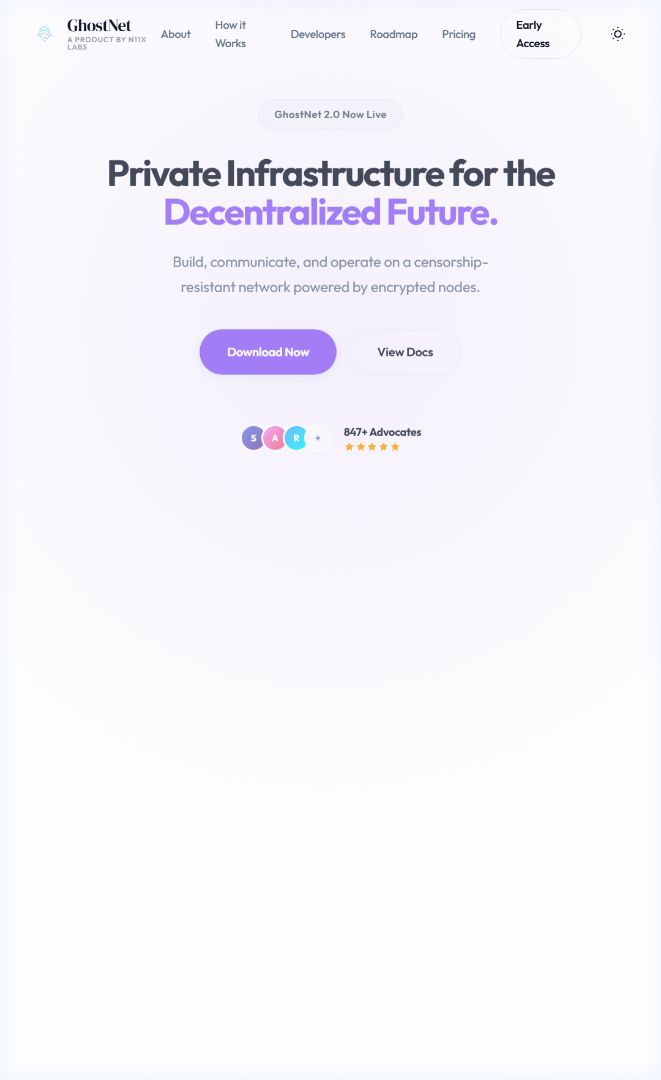 GhostNet
A PRODUCT BY N11X
LABS
About
How it
Works
Developers
Roadmap
Pricing
Early
Access
GhostNet 2.0 Now Live
Private Infrastructure for the
Decentralized Future.
Build, communicate, and operate on a censorship-
resistant network powered by encrypted nodes.
Download Now
View Docs
S A R +
847+ Advocates